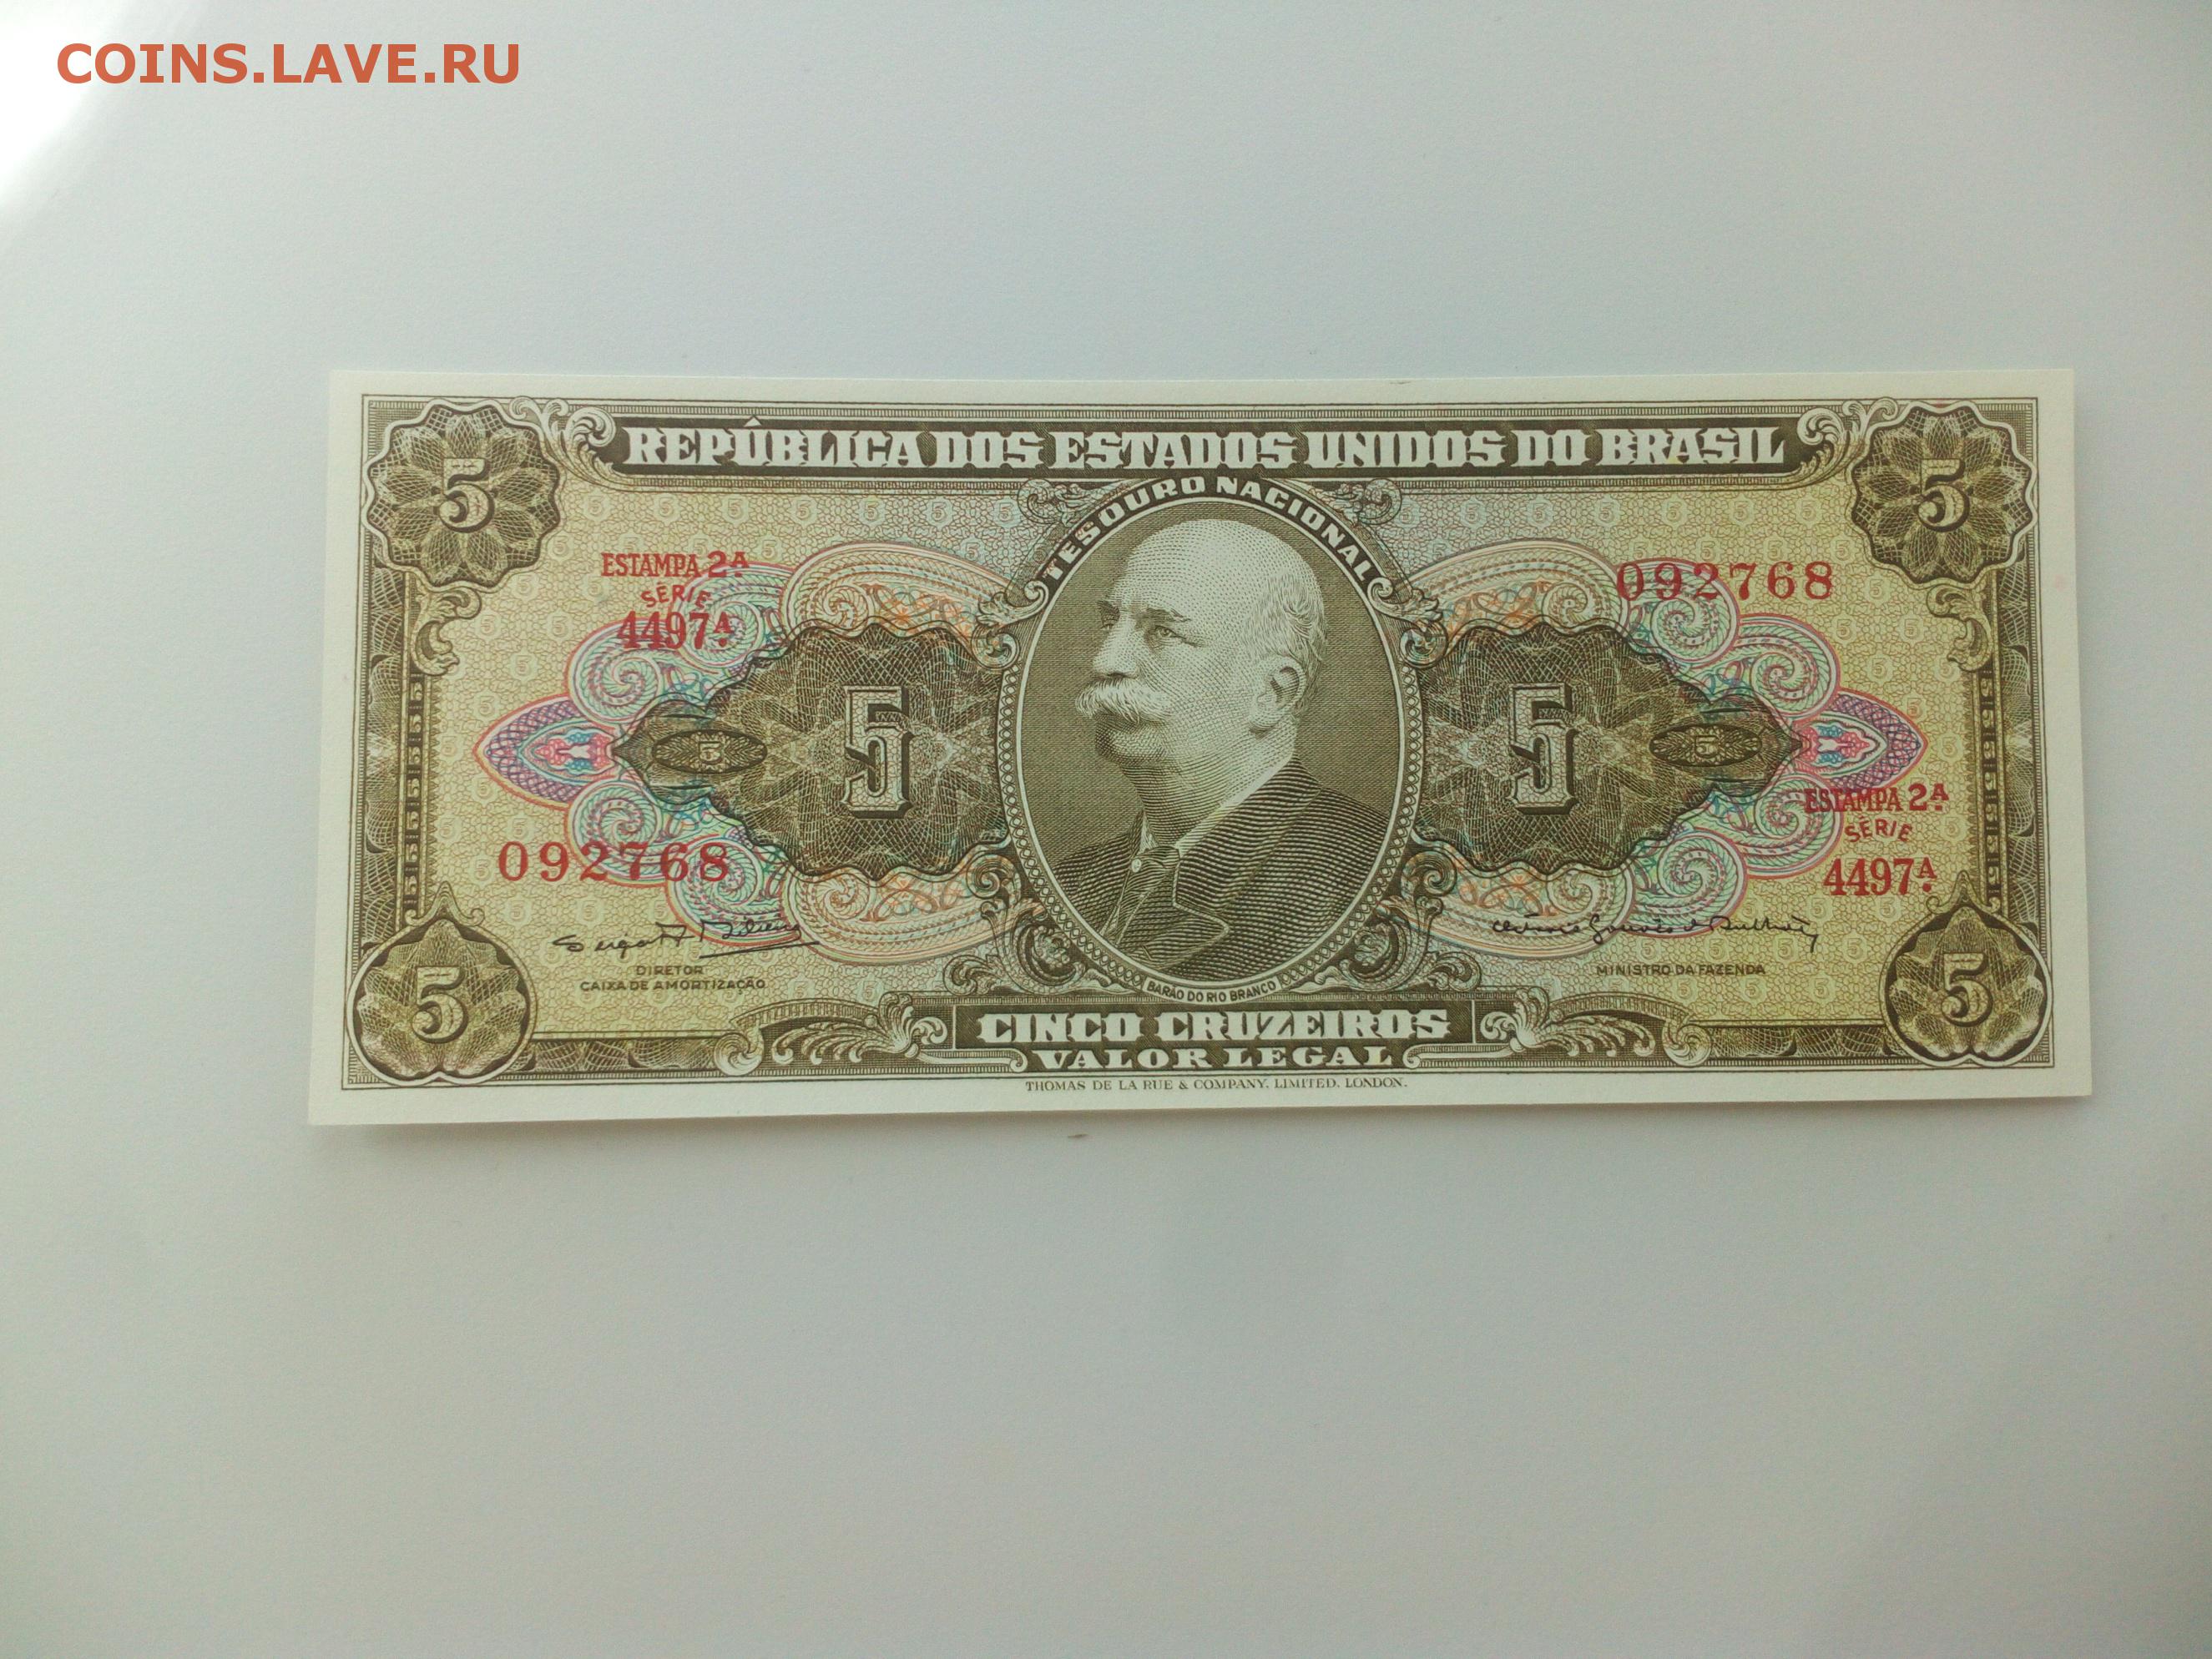 COINS.LAVE.RU
5
REPÚBLICA DOS ESTADOS UNIDOS DO BRASIL
5
TESOURO NACIONAL
ESTAMPA 2ᴬ
SÉRIE
4497ᴬ
092768
5
5
5
5
ESTAMPA 2ᴬ
SÉRIE
4497ᴬ
092768
DIRETOR
CAIXA DE AMORTIZAÇÃO
MINISTRO DA FAZENDA
BARÃO DO RIO BRANCO
5
CINCO CRUZEIROS
5
VALOR LEGAL
THOMAS DE LA RUE & COMPANY, LIMITED, LONDON.